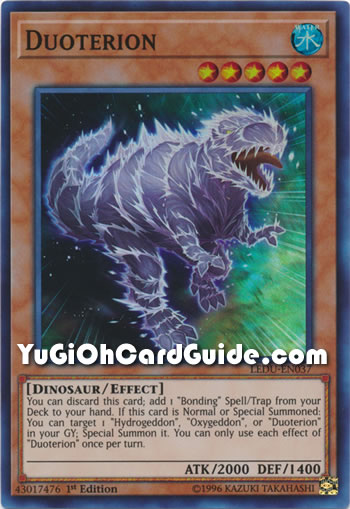 DUOTERION
WATER
水
LEDU-EN037
YuGiOhCardGuide.com
[DINOSAUR/EFFECT]
You can discard this card; add 1 "Bonding" Spell/Trap from
your Deck to your hand. If this card is Normal or Special Summoned:
You can target 1 "Hydrogeddon", "Oxygeddon", or "Duoterion"
in your GY; Special Summon it. You can only use each effect of
"Duoterion" once per turn.
ATK/2000 DEF/1400
43017476 1st Edition ©1996 KAZUKI TAKAHASHI